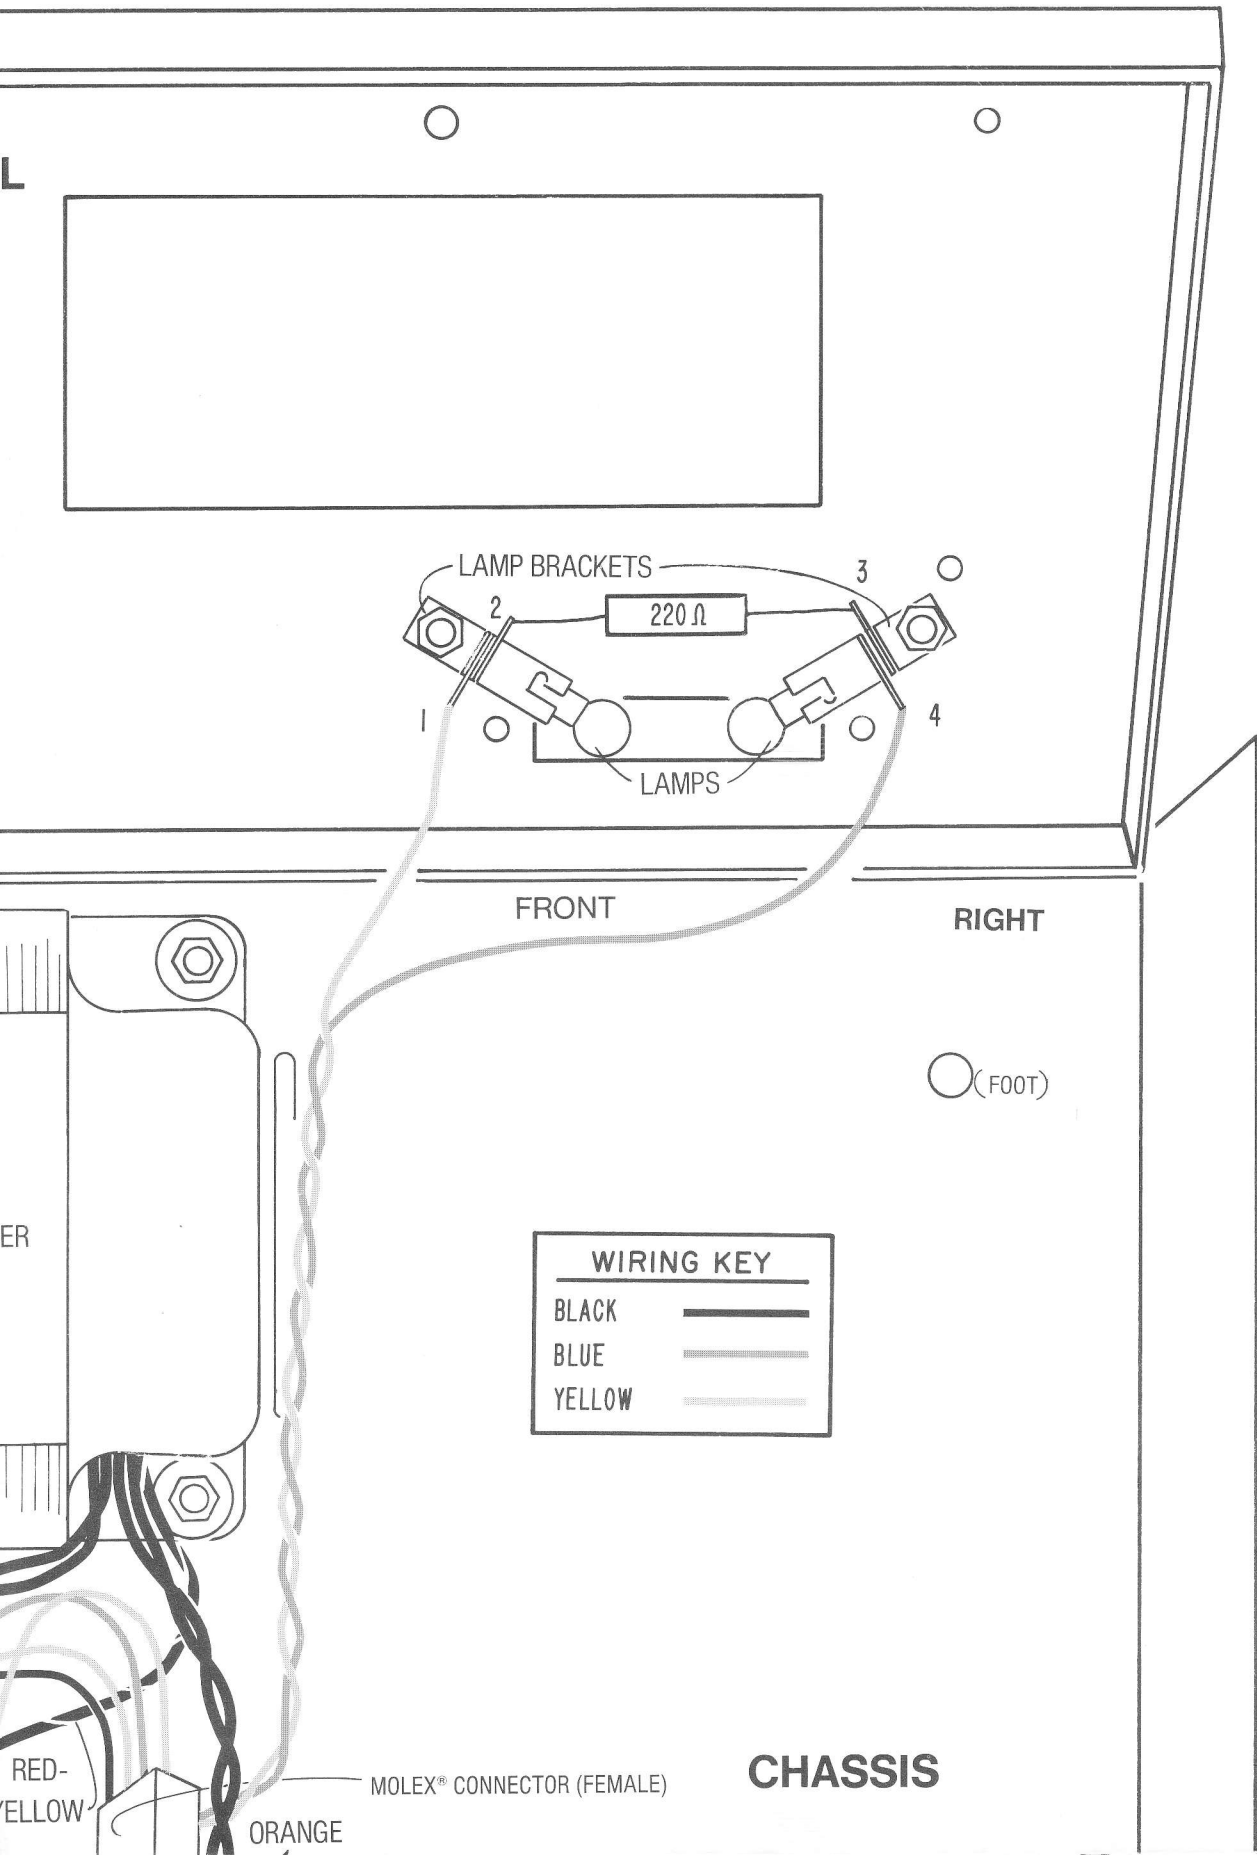 L
LAMP BRACKETS
3
2
220 Ω
1
4
LAMPS
FRONT
RIGHT
(FOOT)
ER
WIRING KEY
BLACK
BLUE
YELLOW
RED-
YELLOW
MOLEX® CONNECTOR (FEMALE)
CHASSIS
ORANGE